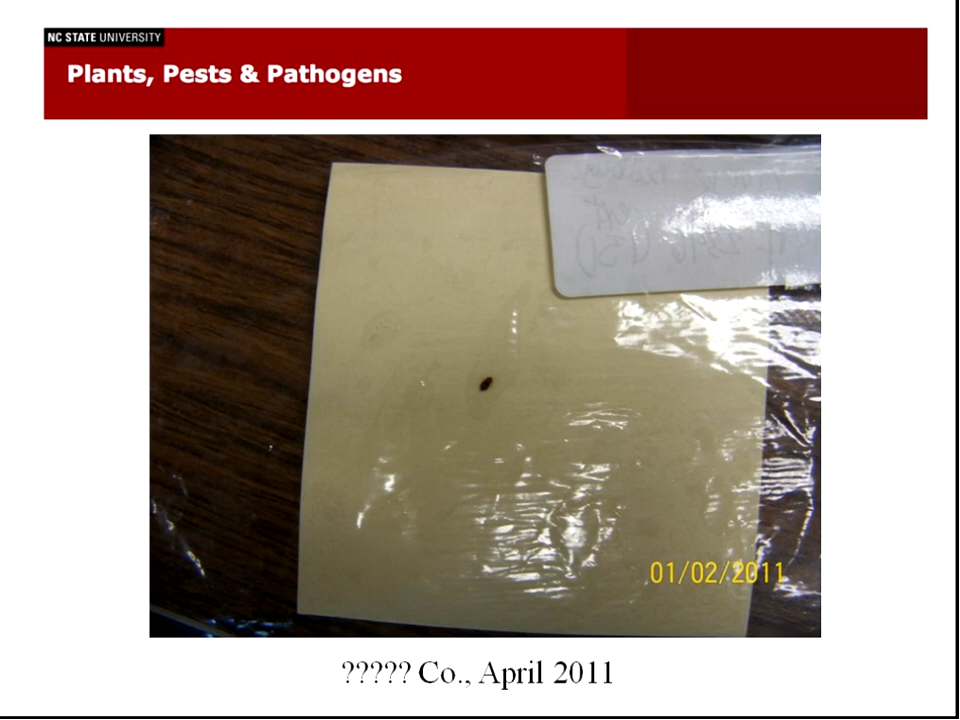 NC STATE UNIVERSITY
Plants, Pests & Pathogens
01/02/2011
????? Co., April 2011